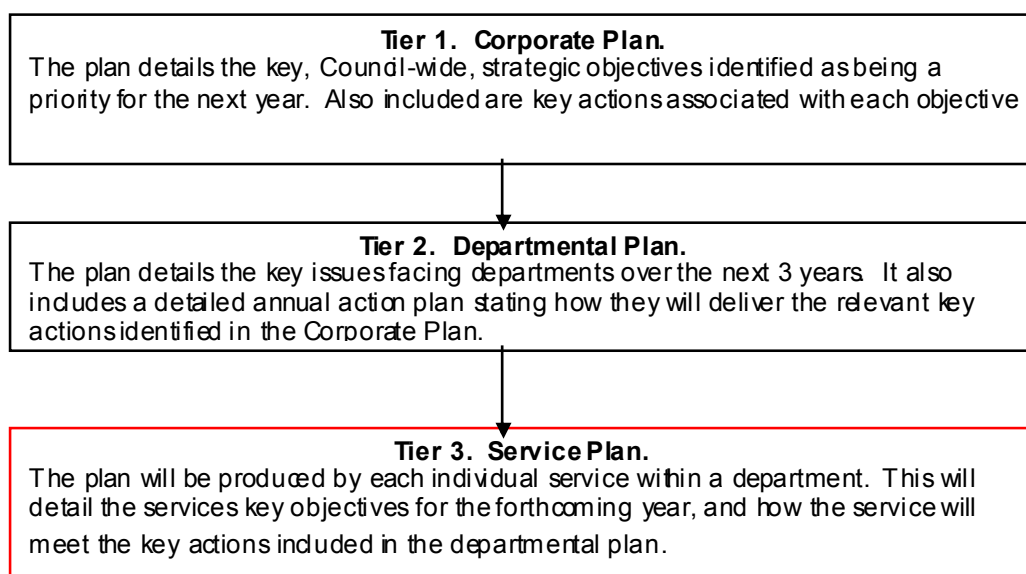 Tier 1. Corporate Plan.
The plan details the key, Council-wide, strategic objectives identified as being a
priority for the next year. Also included are key actions associated with each objective
Tier 2. Departmental Plan.
The plan details the key issues facing departments over the next 3 years. It also
includes a detailed annual action plan stating how they will deliver the relevant key
actions identified in the Corporate Plan.
Tier 3. Service Plan.
The plan will be produced by each individual service within a department. This will
detail the services key objectives for the forthcoming year, and how the service will
meet the key actions included in the departmental plan.